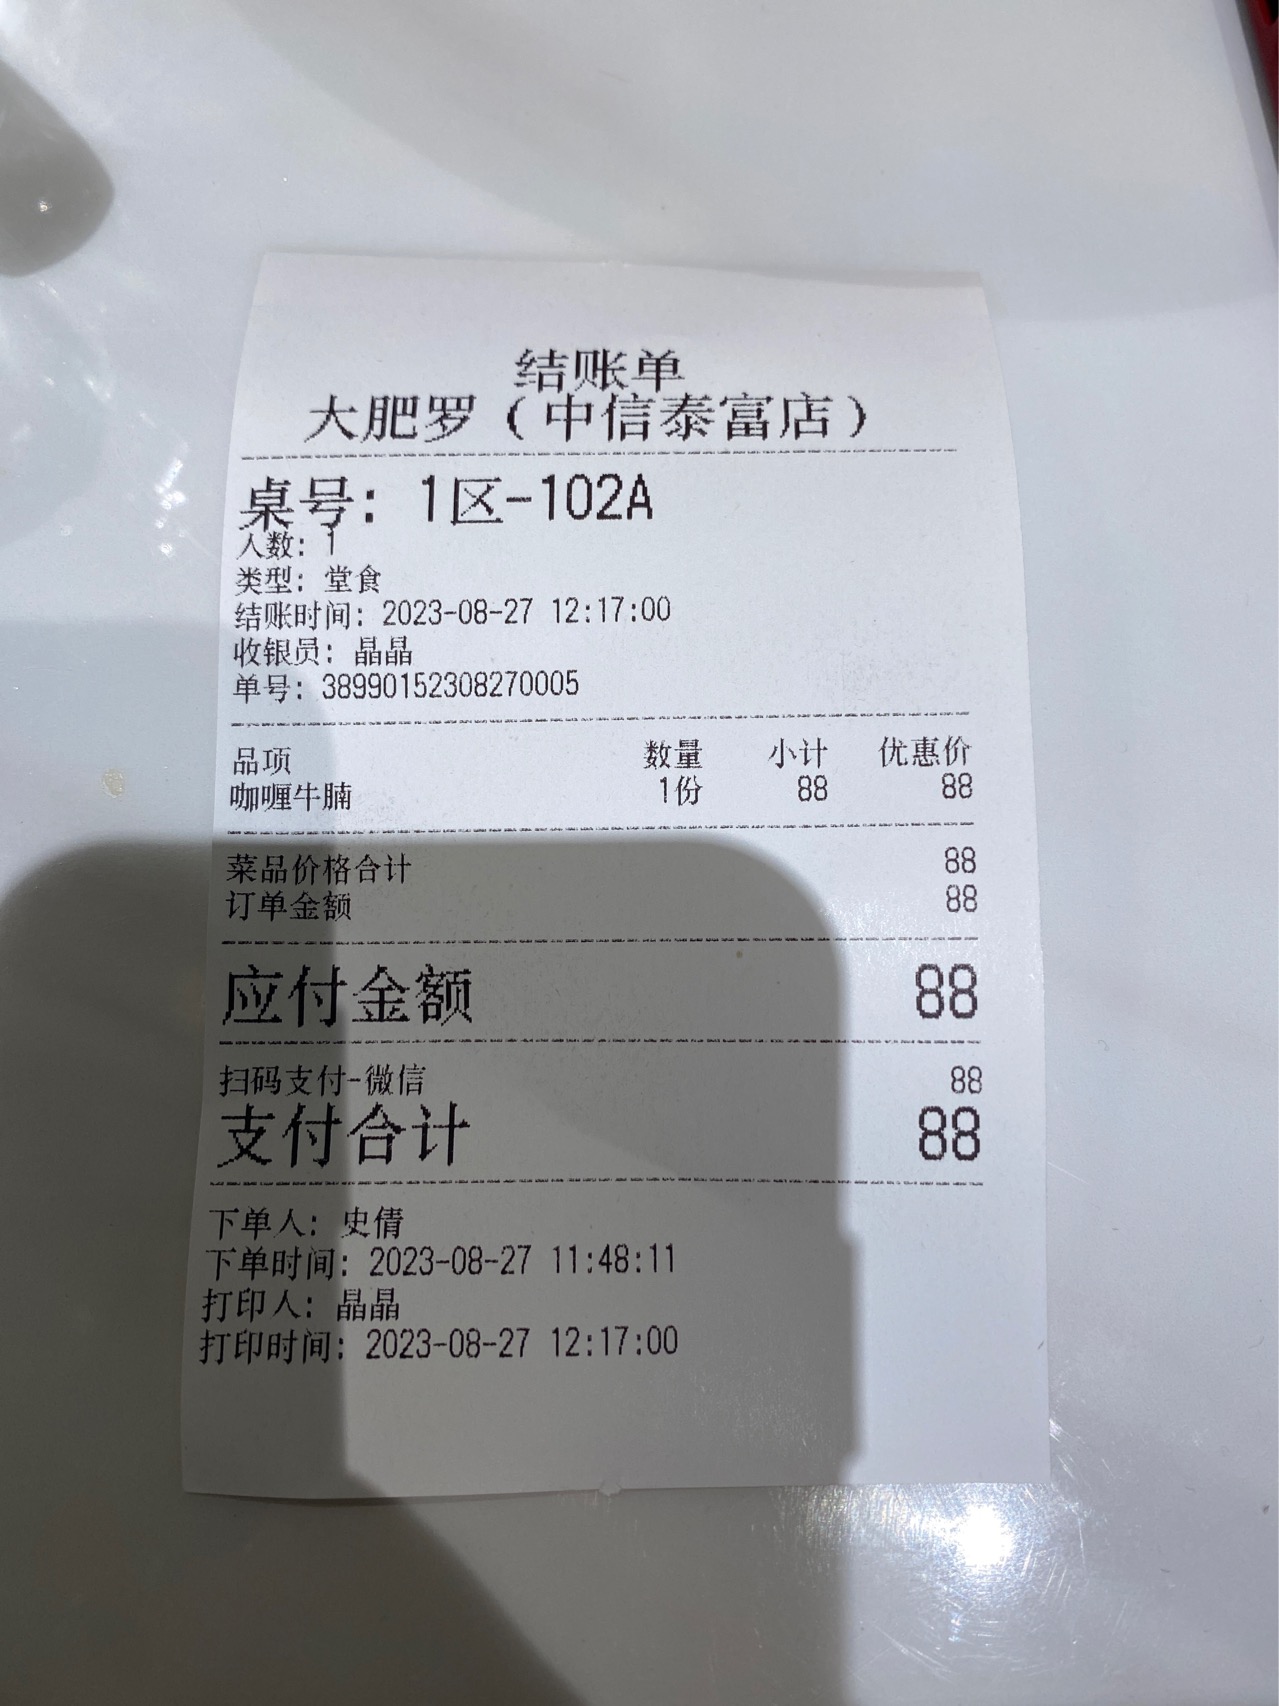 结账单
大肥罗（中信泰富店）
桌号：1区-102A
人数：1
类型：堂食
结账时间：2023-08-27 12:17:00
收银员：晶晶
单号：38990152308270005
品项 数量 小计 优惠价
咖喱牛腩 1份 88 88
菜品价格合计 88
订单金额 88
应付金额 88
扫码支付-微信 88
支付合计 88
下单人：史倩
下单时间：2023-08-27 11:48:11
打印人：晶晶
打印时间：2023-08-27 12:17:00